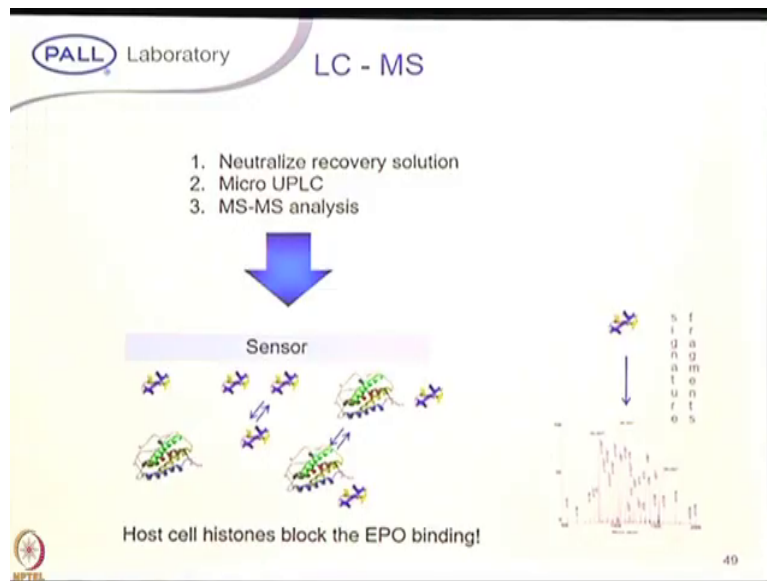 PALL Laboratory
LC - MS
1. Neutralize recovery solution
2. Micro UPLC
3. MS-MS analysis
Sensor
signature
fragments
Host cell histones block the EPO binding!
NPTEL
49